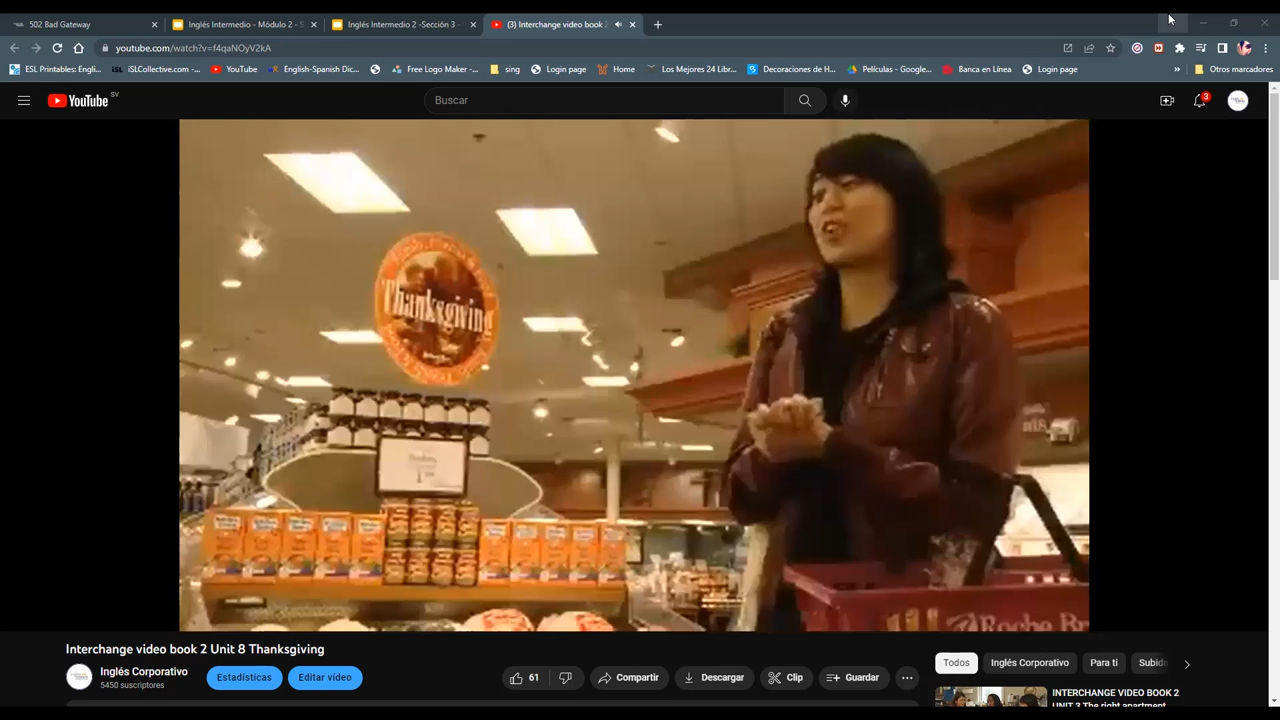 502 Bad Gateway
Inglés Intermedio - Módulo 2 - S
Inglés Intermedio 2 -Sección 3 -
(3) Interchange video book 2
youtube.com/watch?v=f4qaNOyV2kA
ESL Printables: Engli...
iSLCollective.com -...
YouTube
English-Spanish Dic...
Free Logo Maker -...
sing
Login page
Home
Los Mejores 24 Libr...
Decoraciones de H...
Películas - Google...
Banca en Línea
Login page
»
Otros marcadores
YouTube SV
Buscar
3
Thanksgiving
Roche Br
Interchange video book 2 Unit 8 Thanksgiving
Inglés Corporativo
5450 suscriptores
Estadísticas
Editar video
61
Compartir
Descargar
Clip
Guardar
Todos
Inglés Corporativo
Para ti
Subida
INTERCHANGE VIDEO BOOK 2
UNIT 3 The right apartment